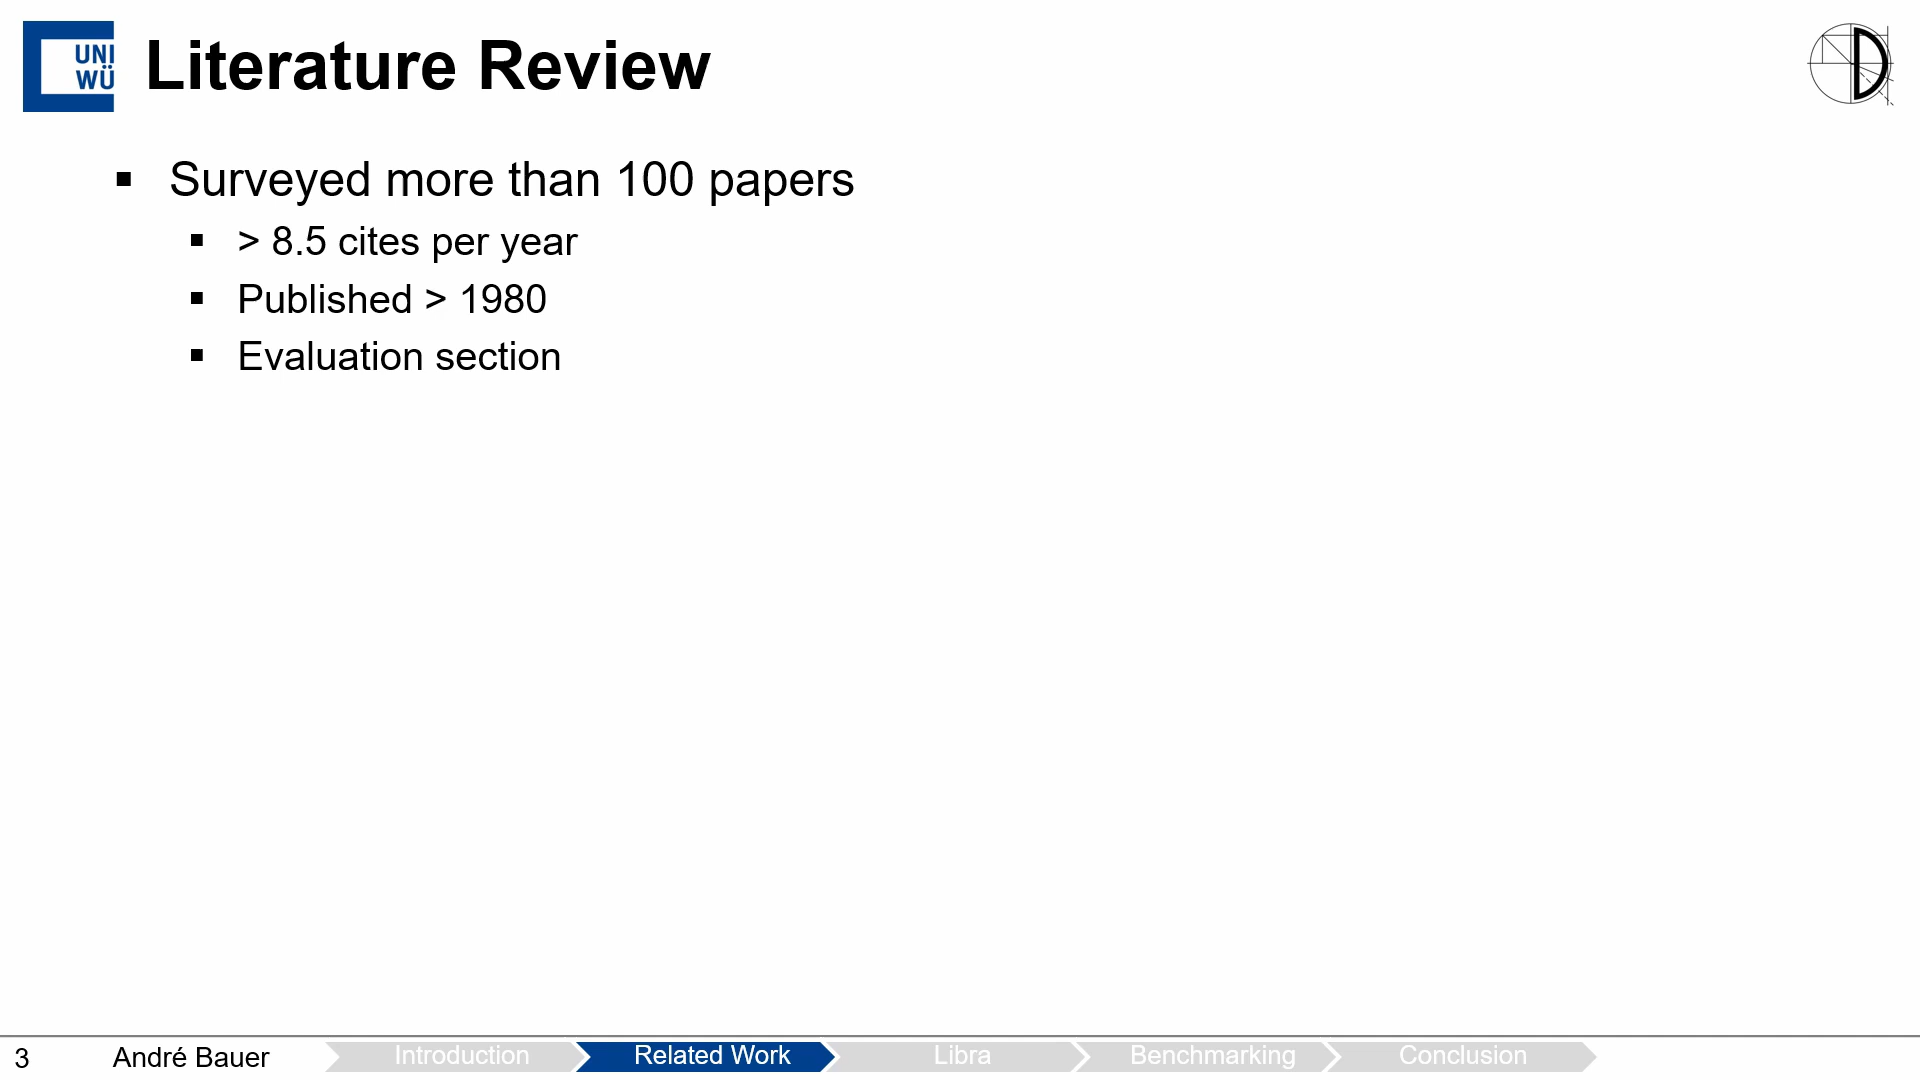 UNI
WÜ
Literature Review
▪ Surveyed more than 100 papers
▪ > 8.5 cites per year
▪ Published > 1980
▪ Evaluation section
3 André Bauer Introduction Related Work Libra Benchmarking Conclusion